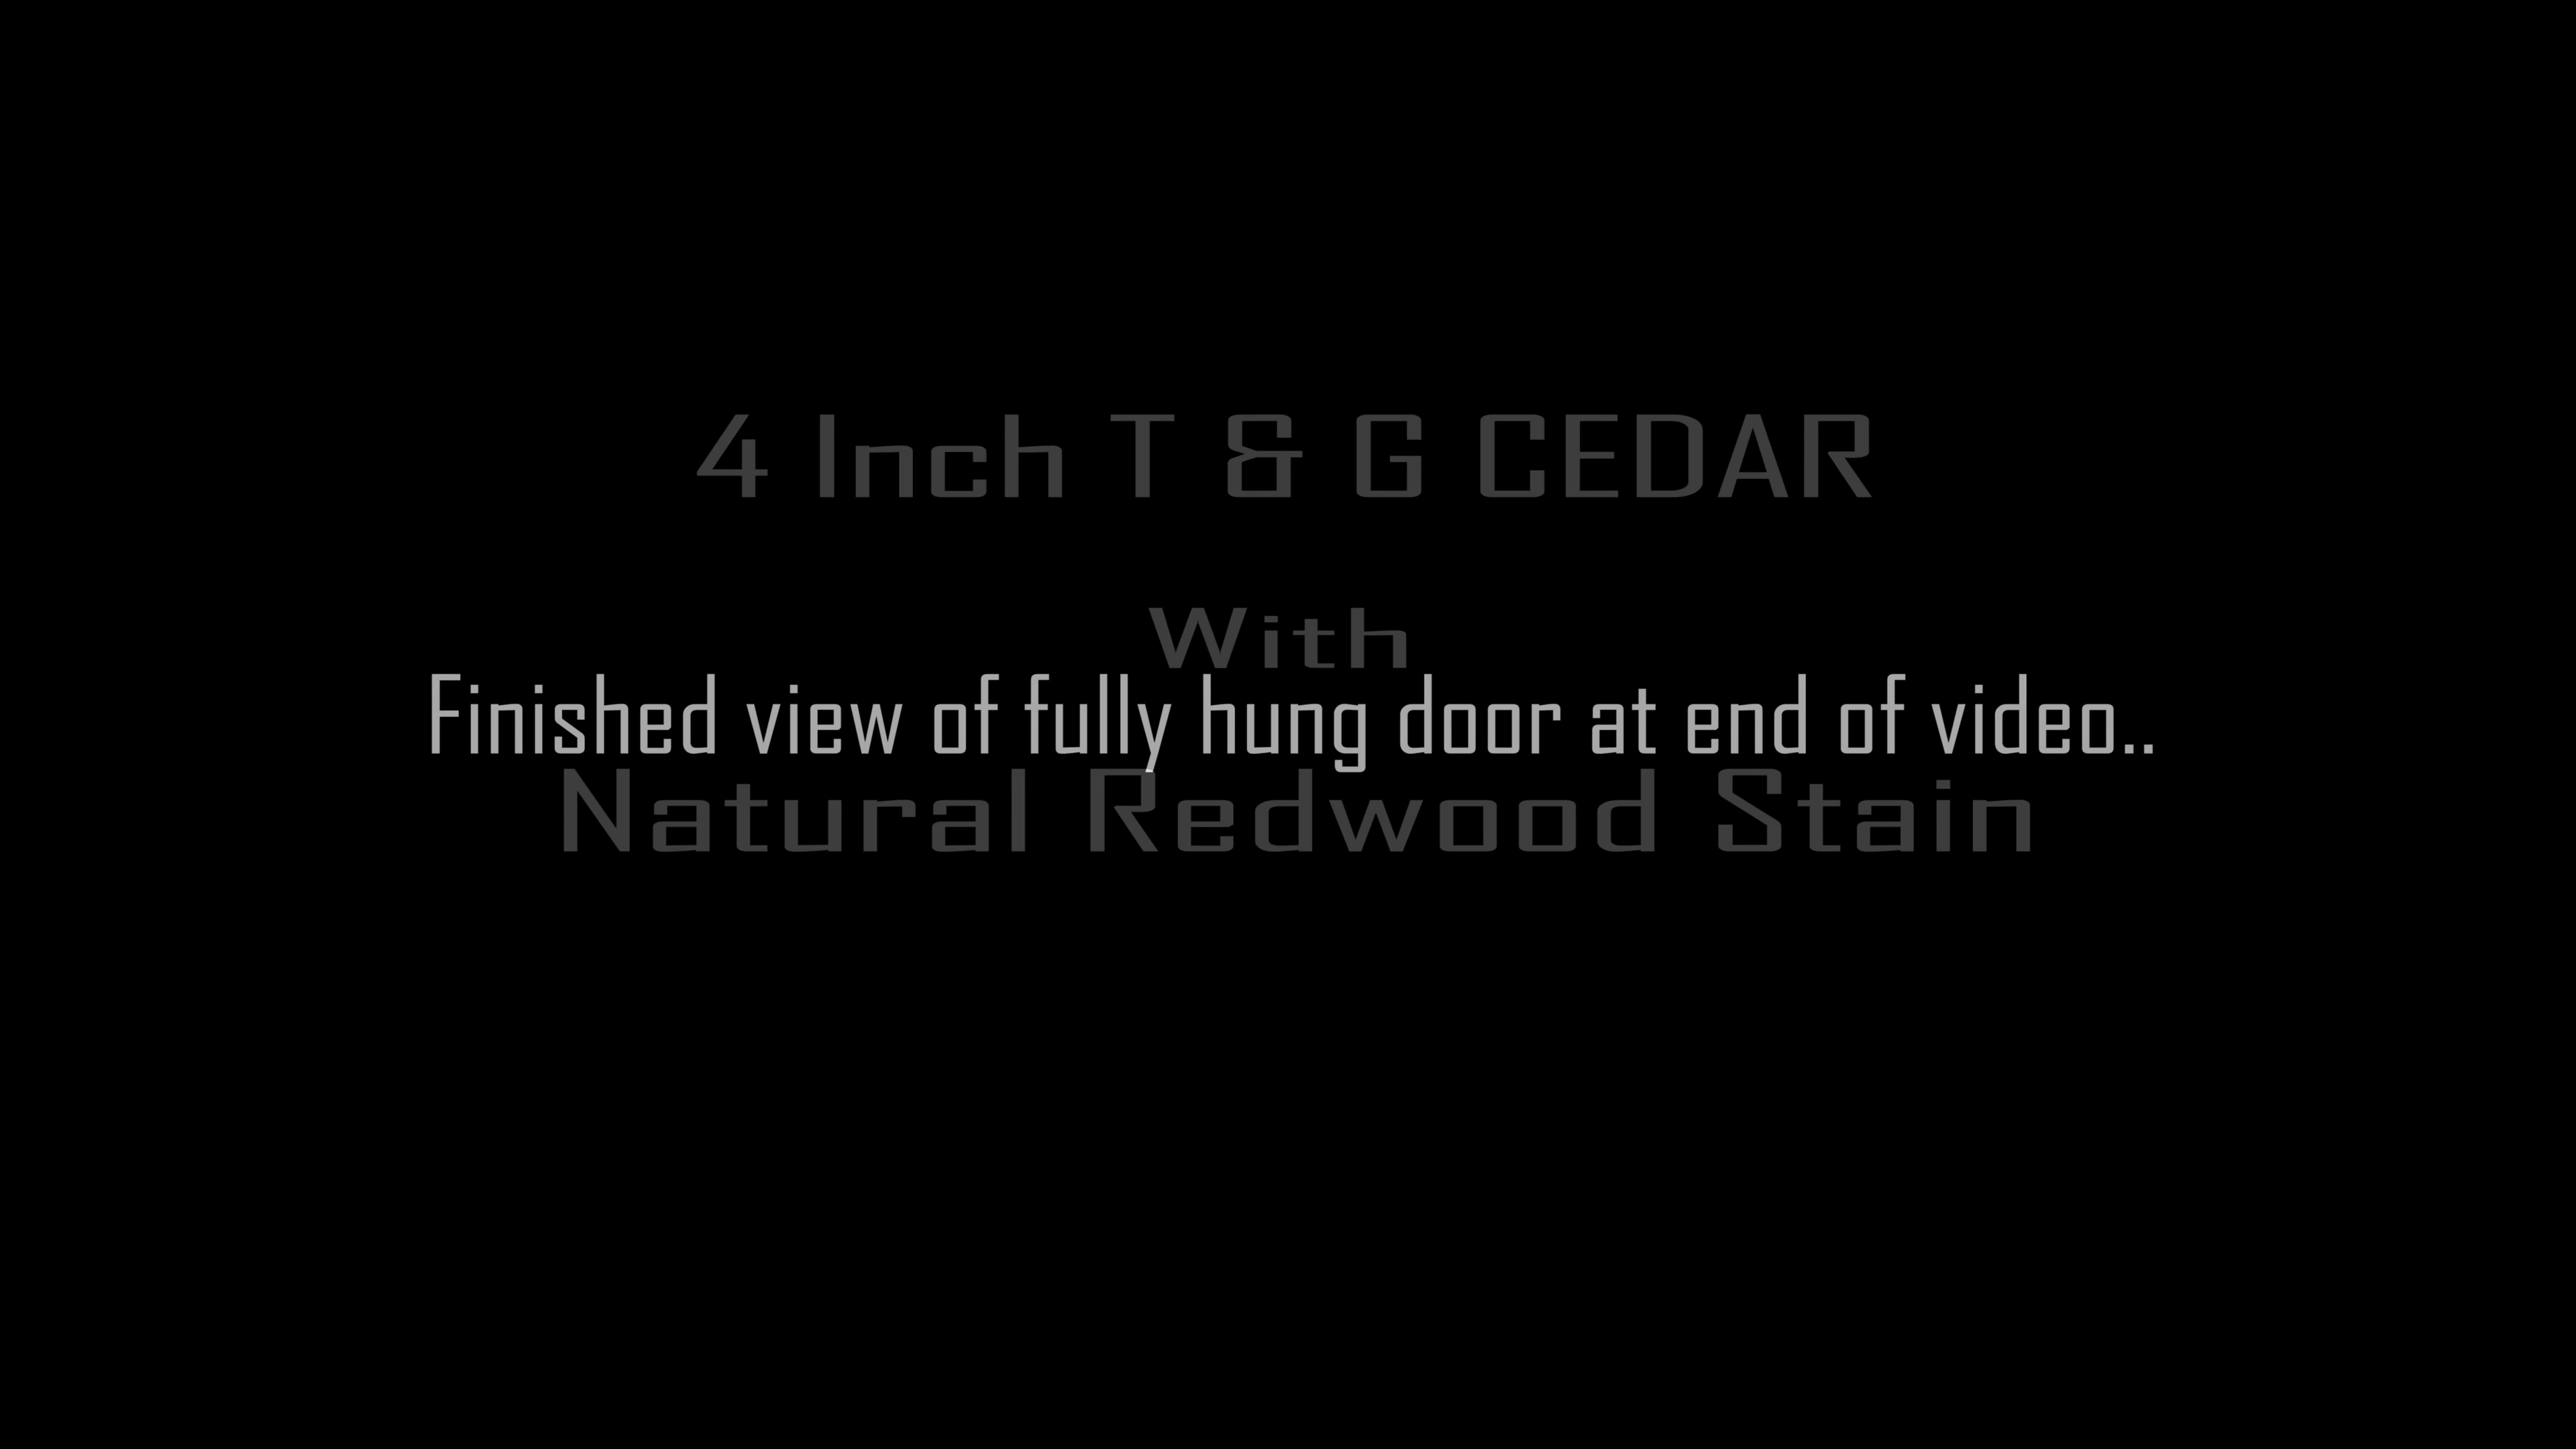 4 Inch T & G CEDAR
With
Finished view of fully hung door at end of video..
Natural Redwood Stain